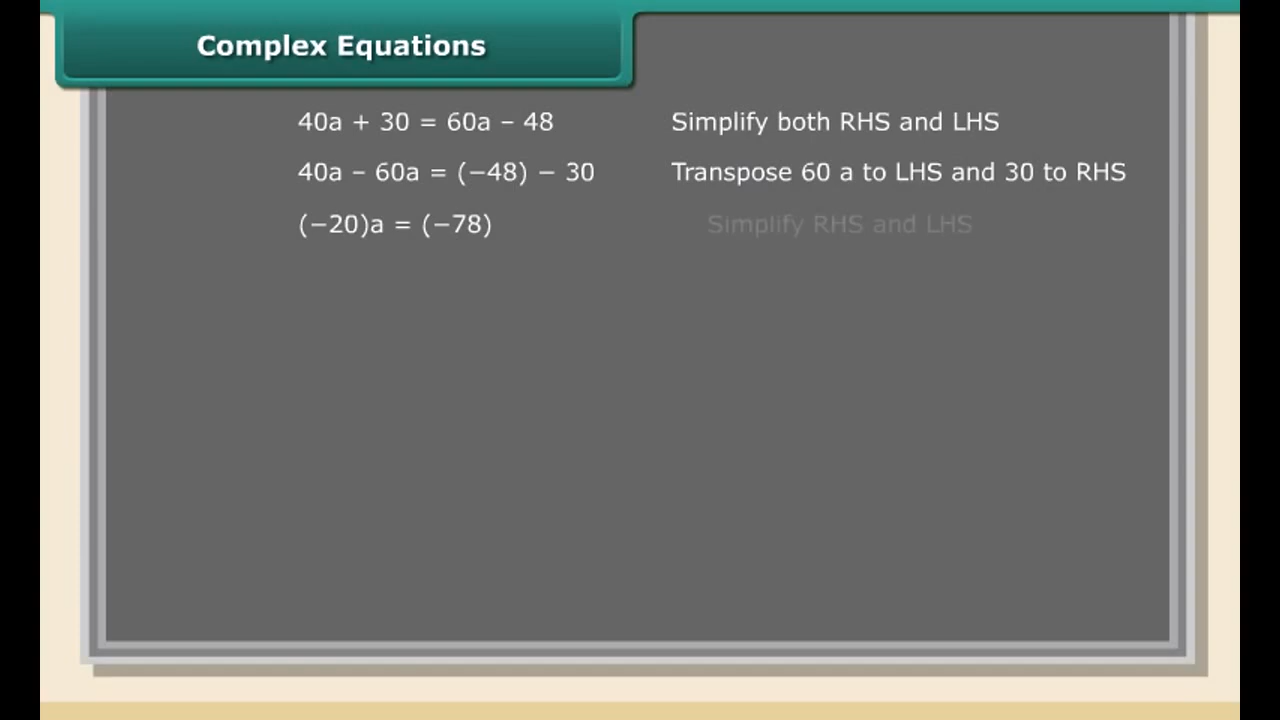 Complex Equations
40a + 30 = 60a – 48 Simplify both RHS and LHS
40a – 60a = (−48) − 30 Transpose 60 a to LHS and 30 to RHS
(−20)a = (−78) Simplify RHS and LHS